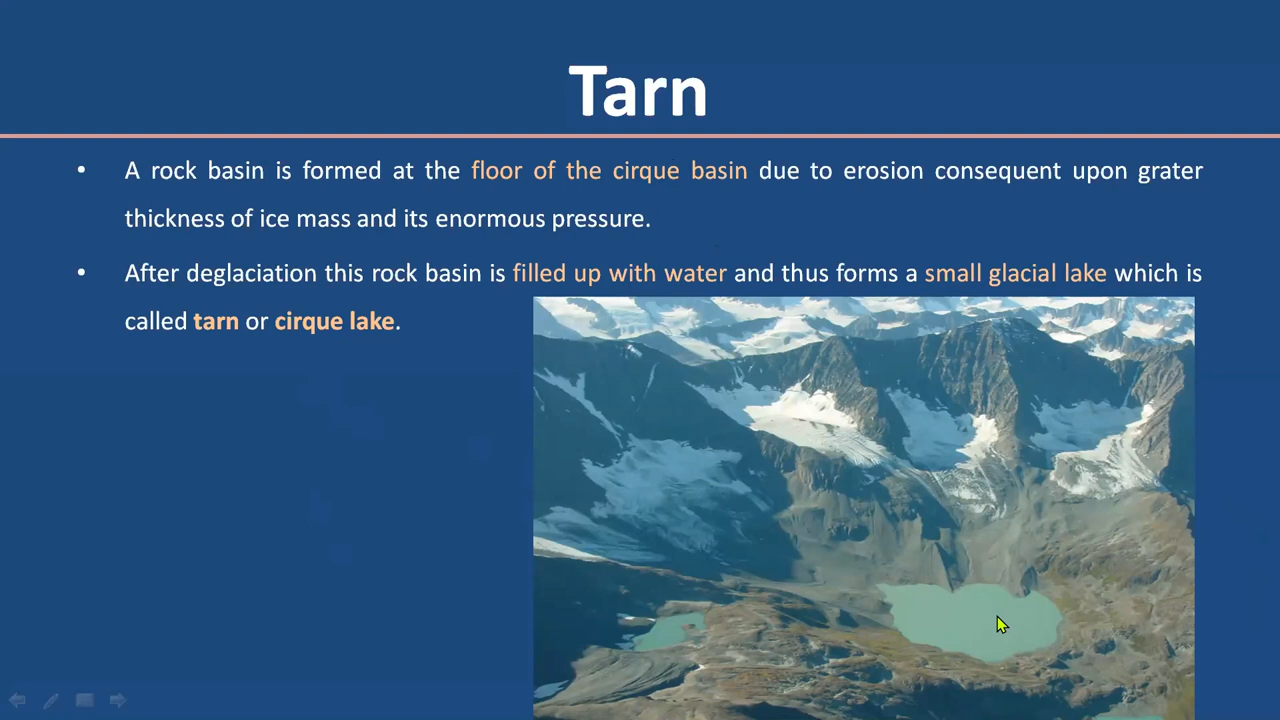 Tarn
• A rock basin is formed at the floor of the cirque basin due to erosion consequent upon grater
thickness of ice mass and its enormous pressure.
• After deglaciation this rock basin is filled up with water and thus forms a small glacial lake which is
called tarn or cirque lake.